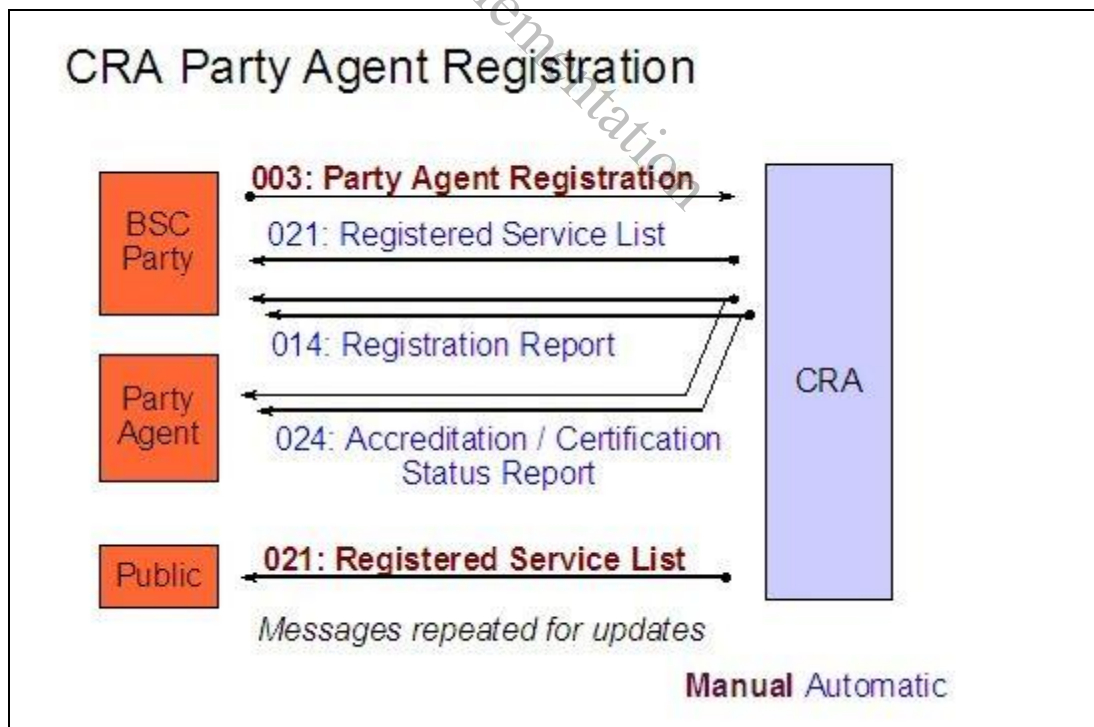 CRA Party Agent Registration
003: Party Agent Registration
BSC
Party
021: Registered Service List
014: Registration Report
CRA
Party
Agent
024: Accreditation / Certification
Status Report
Public
021: Registered Service List
Messages repeated for updates
Manual Automatic